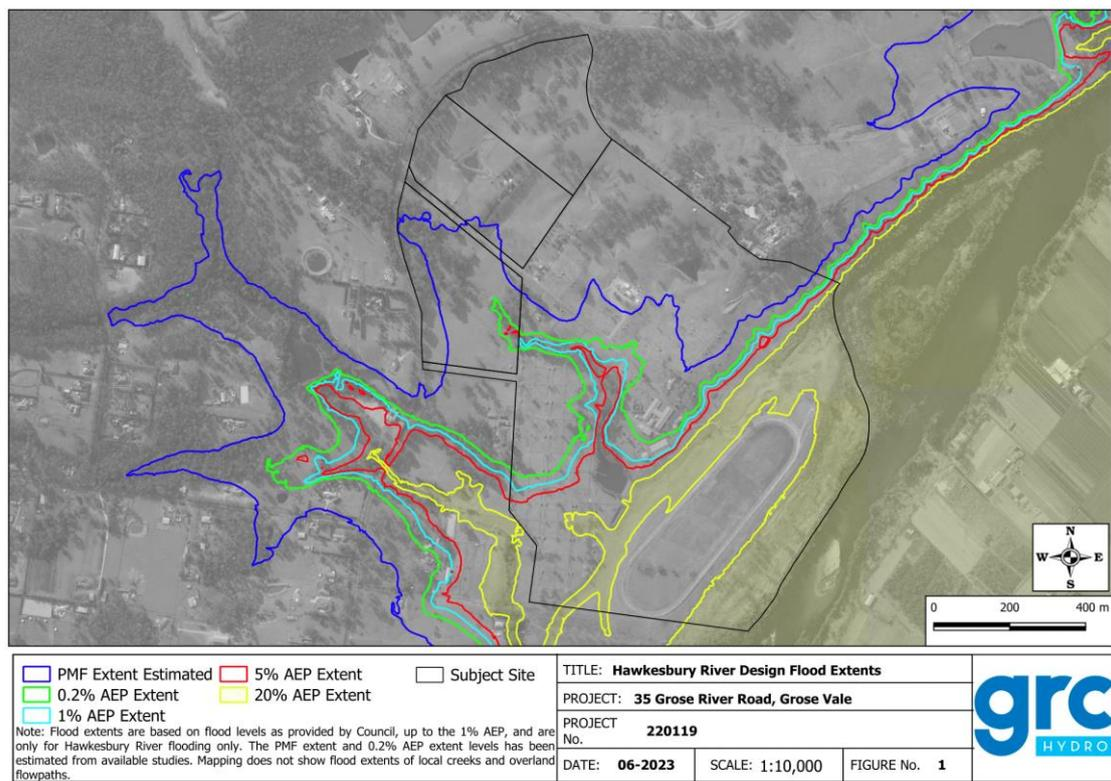 N
W E
S
0 200 400 m
PMF Extent Estimated
0.2% AEP Extent
1% AEP Extent
5% AEP Extent
20% AEP Extent
Subject Site
Note: Flood extents are based on flood levels as provided by Council, up to the 1% AEP, and are
only for Hawkesbury River flooding only. The PMF extent and 0.2% AEP extent levels has been
estimated from available studies. Mapping does not show flood extents of local creeks and overland
flowpaths.
TITLE: Hawkesbury River Design Flood Extents
PROJECT: 35 Grose River Road, Grose Vale
PROJECT
No. 220119
DATE: 06-2023 SCALE: 1:10,000 FIGURE No. 1
grc
HYDRO